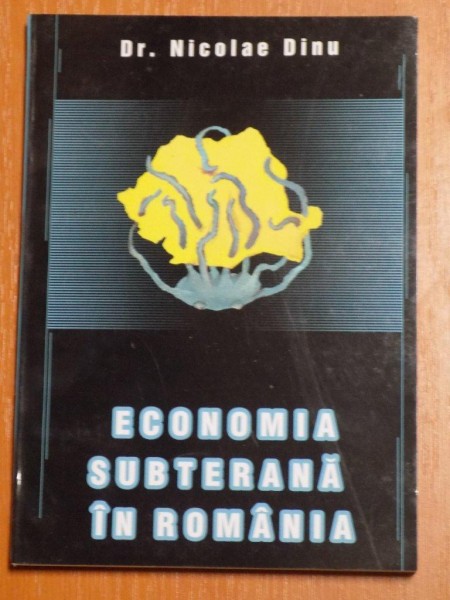 Dr. Nicolae Dinu
ECONOMIA
SUBTERANĂ
ÎN ROMÂNIA